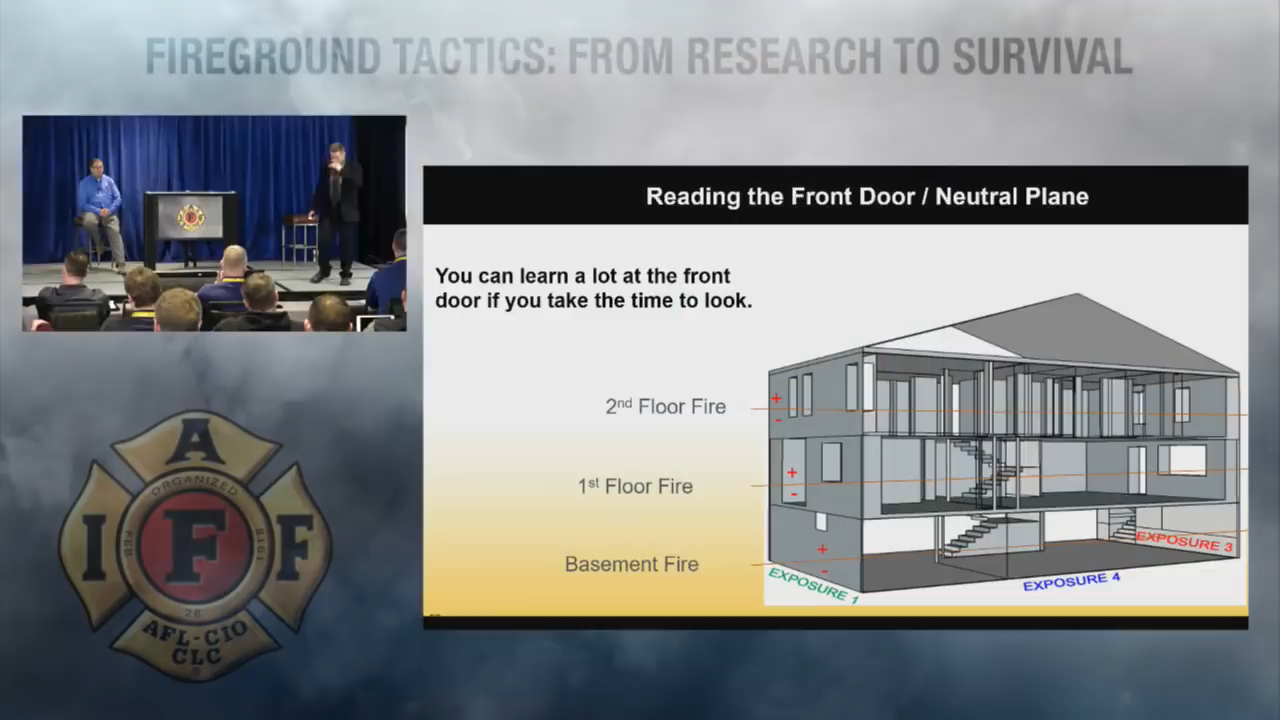 FIREGROUND TACTICS: FROM RESEARCH TO SURVIVAL
Reading the Front Door / Neutral Plane
You can learn a lot at the front
door if you take the time to look.
2nd Floor Fire
1st Floor Fire
Basement Fire
+
-
+
-
+
-
EXPOSURE 1
EXPOSURE 4
EXPOSURE 3
A
I F F
ORGANIZED
FEB
28
1918
AFL-CIO
CLC
F